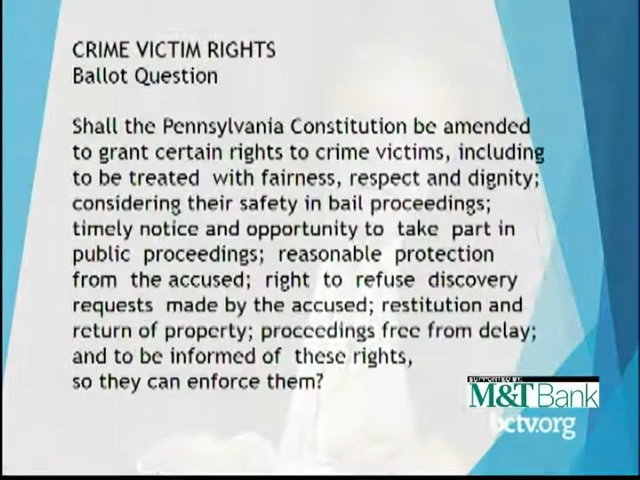 CRIME VICTIM RIGHTS
Ballot Question
Shall the Pennsylvania Constitution be amended
to grant certain rights to crime victims, including
to be treated with fairness, respect and dignity;
considering their safety in bail proceedings;
timely notice and opportunity to take part in
public proceedings; reasonable protection
from the accused; right to refuse discovery
requests made by the accused; restitution and
return of property; proceedings free from delay;
and to be informed of these rights,
so they can enforce them?
SUPPORTED BY
M&T Bank
bctv.org